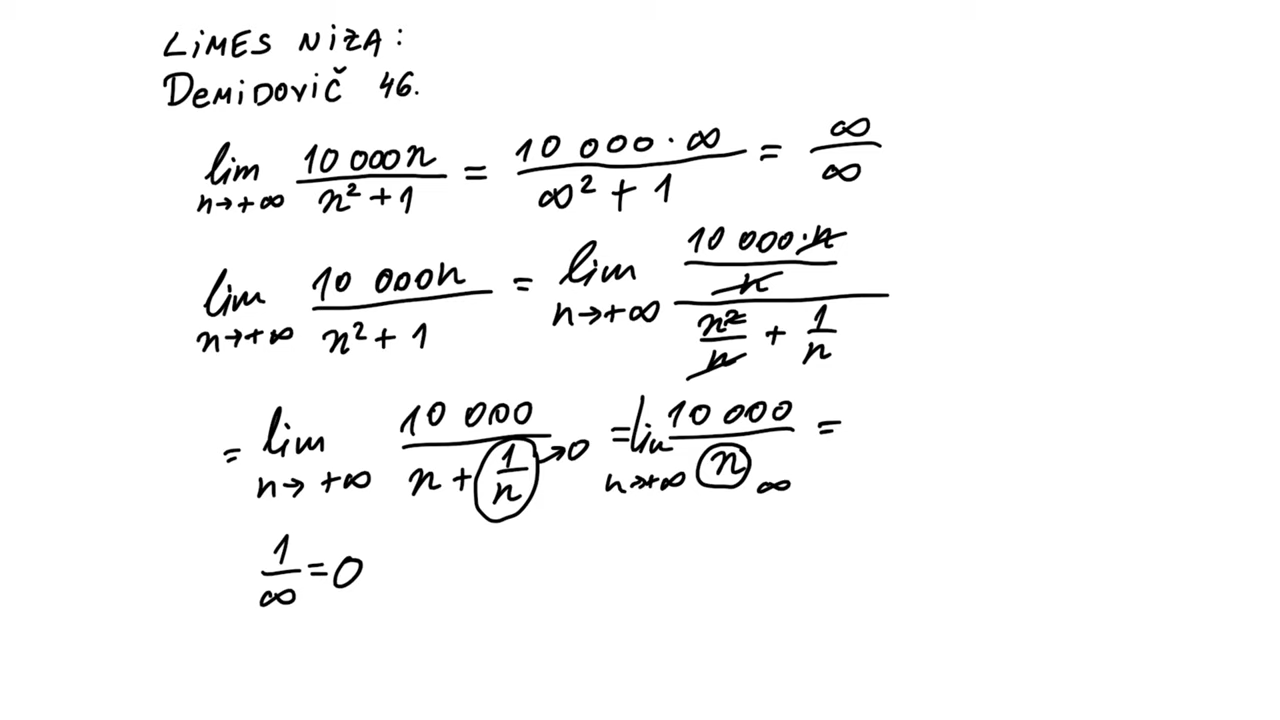 LiMES NiZA:
DEMiDOViČ 46.
lim n→+∞ 10 000n / n² + 1 = 10 000 · ∞ / ∞² + 1 = ∞ / ∞
lim n→+∞ 10 000n / n² + 1 = lim n→+∞ (10 000·n / n) / (n² / n + 1 / n)
= lim n→+∞ 10 000 / n + 1 / n → 0 = lim n→+∞ 10 000 / n ∞ =
1 / ∞ = 0